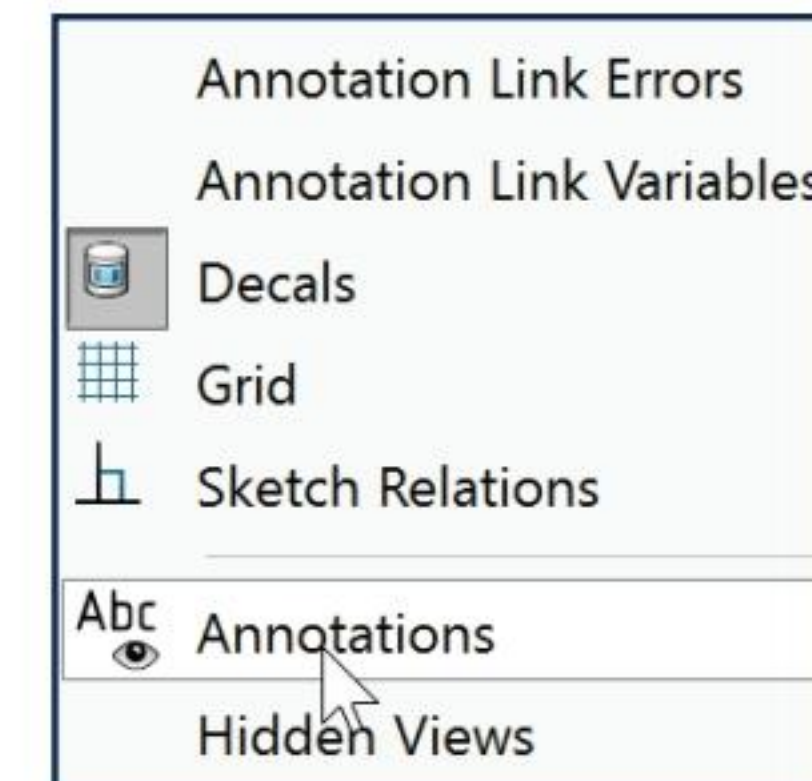 Annotation Link Errors
Annotation Link Variables
Decals
Grid
Sketch Relations
Abc
Annotations
Hidden Views